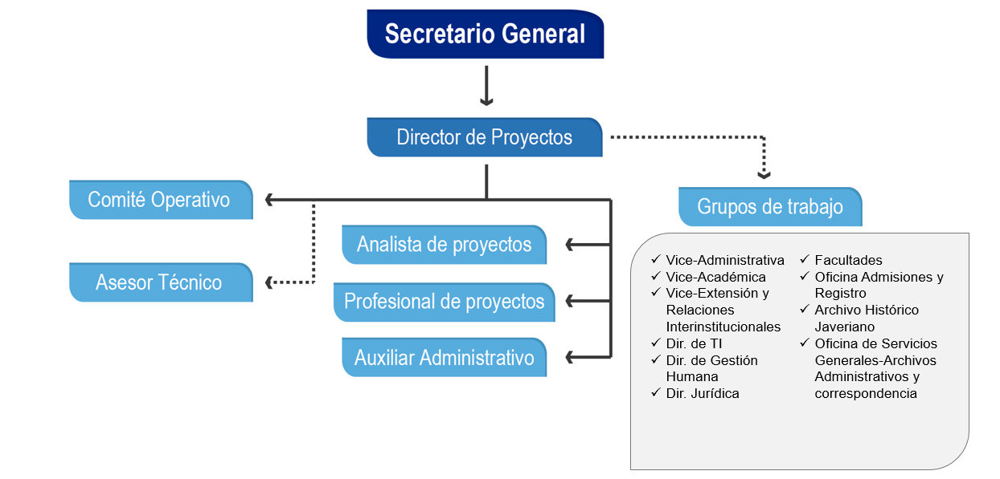 Secretario General
Director de Proyectos
Comité Operativo
Grupos de trabajo
Analista de proyectos
Asesor Técnico
Profesional de proyectos
Auxiliar Administrativo
✓ Vice-Administrativa
✓ Vice-Académica
✓ Vice-Extensión y
Relaciones
Interinstitucionales
✓ Dir. de TI
✓ Dir. de Gestión
Humana
✓ Dir. Jurídica
✓ Facultades
✓ Oficina Admisiones y
Registro
✓ Archivo Histórico
Javeriano
✓ Oficina de Servicios
Generales-Archivos
Administrativos y
correspondencia